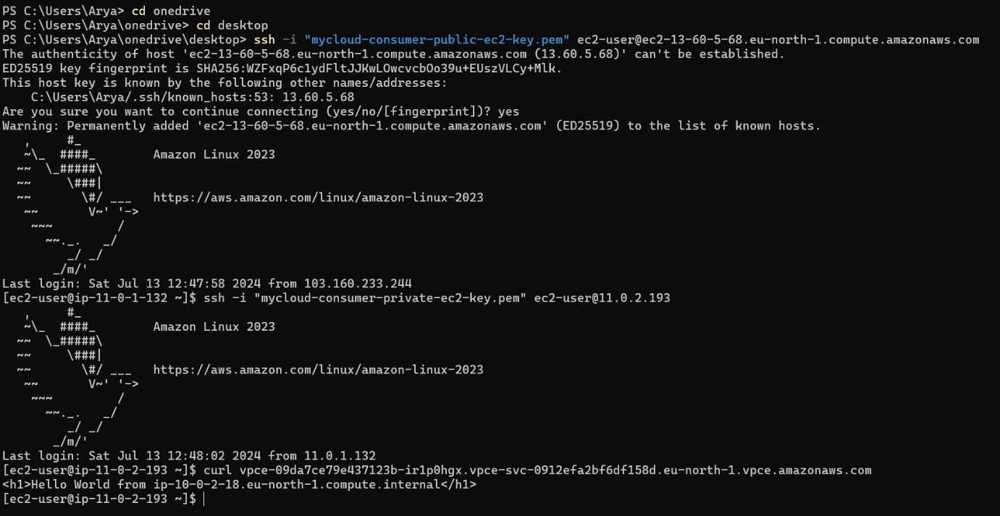 PS C:\Users\Arya> cd onedrive
PS C:\Users\Arya\onedrive> cd desktop
PS C:\Users\Arya\onedrive\desktop> ssh -i "mycloud-consumer-public-ec2-key.pem" ec2-user@ec2-13-60-5-68.eu-north-1.compute.amazonaws.com
The authenticity of host 'ec2-13-60-5-68.eu-north-1.compute.amazonaws.com (13.60.5.68)' can't be established.
ED25519 key fingerprint is SHA256:WZFxqP6c1ydFltJJKwLOwcvcbOo39u+EUszVLCy+Mlk.
This host key is known by the following other names/addresses:
    C:\Users\Arya/.ssh/known_hosts:53: 13.60.5.68
Are you sure you want to continue connecting (yes/no/[fingerprint])? yes
Warning: Permanently added 'ec2-13-60-5-68.eu-north-1.compute.amazonaws.com' (ED25519) to the list of known hosts.
   ,     #_
   ~\_  ####_        Amazon Linux 2023
  ~~  \_#####\
  ~~     \###|
  ~~       \#/ ___   https://aws.amazon.com/linux/amazon-linux-2023
   ~~       V~' '->
    ~~~         /
      ~~._.   _/
         _/ _/
       _/m/'
Last login: Sat Jul 13 12:47:58 2024 from 103.160.233.244
[ec2-user@ip-11-0-1-132 ~]$ ssh -i "mycloud-consumer-private-ec2-key.pem" ec2-user@11.0.2.193
   ,     #_
   ~\_  ####_        Amazon Linux 2023
  ~~  \_#####\
  ~~     \###|
  ~~       \#/ ___   https://aws.amazon.com/linux/amazon-linux-2023
   ~~       V~' '->
    ~~~         /
      ~~._.   _/
         _/ _/
       _/m/'
Last login: Sat Jul 13 12:48:02 2024 from 11.0.1.132
[ec2-user@ip-11-0-2-193 ~]$ curl vpce-09da7ce79e437123b-ir1p0hgx.vpce-svc-0912efa2bf6df158d.eu-north-1.vpce.amazonaws.com
<h1>Hello World from ip-10-0-2-18.eu-north-1.compute.internal</h1>
[ec2-user@ip-11-0-2-193 ~]$